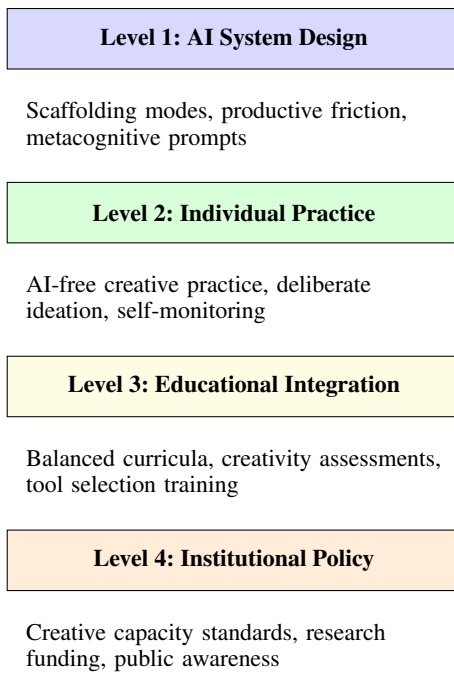 Level 1: AI System Design
Scaffolding modes, productive friction,
metacognitive prompts
Level 2: Individual Practice
AI-free creative practice, deliberate
ideation, self-monitoring
Level 3: Educational Integration
Balanced curricula, creativity assessments,
tool selection training
Level 4: Institutional Policy
Creative capacity standards, research
funding, public awareness